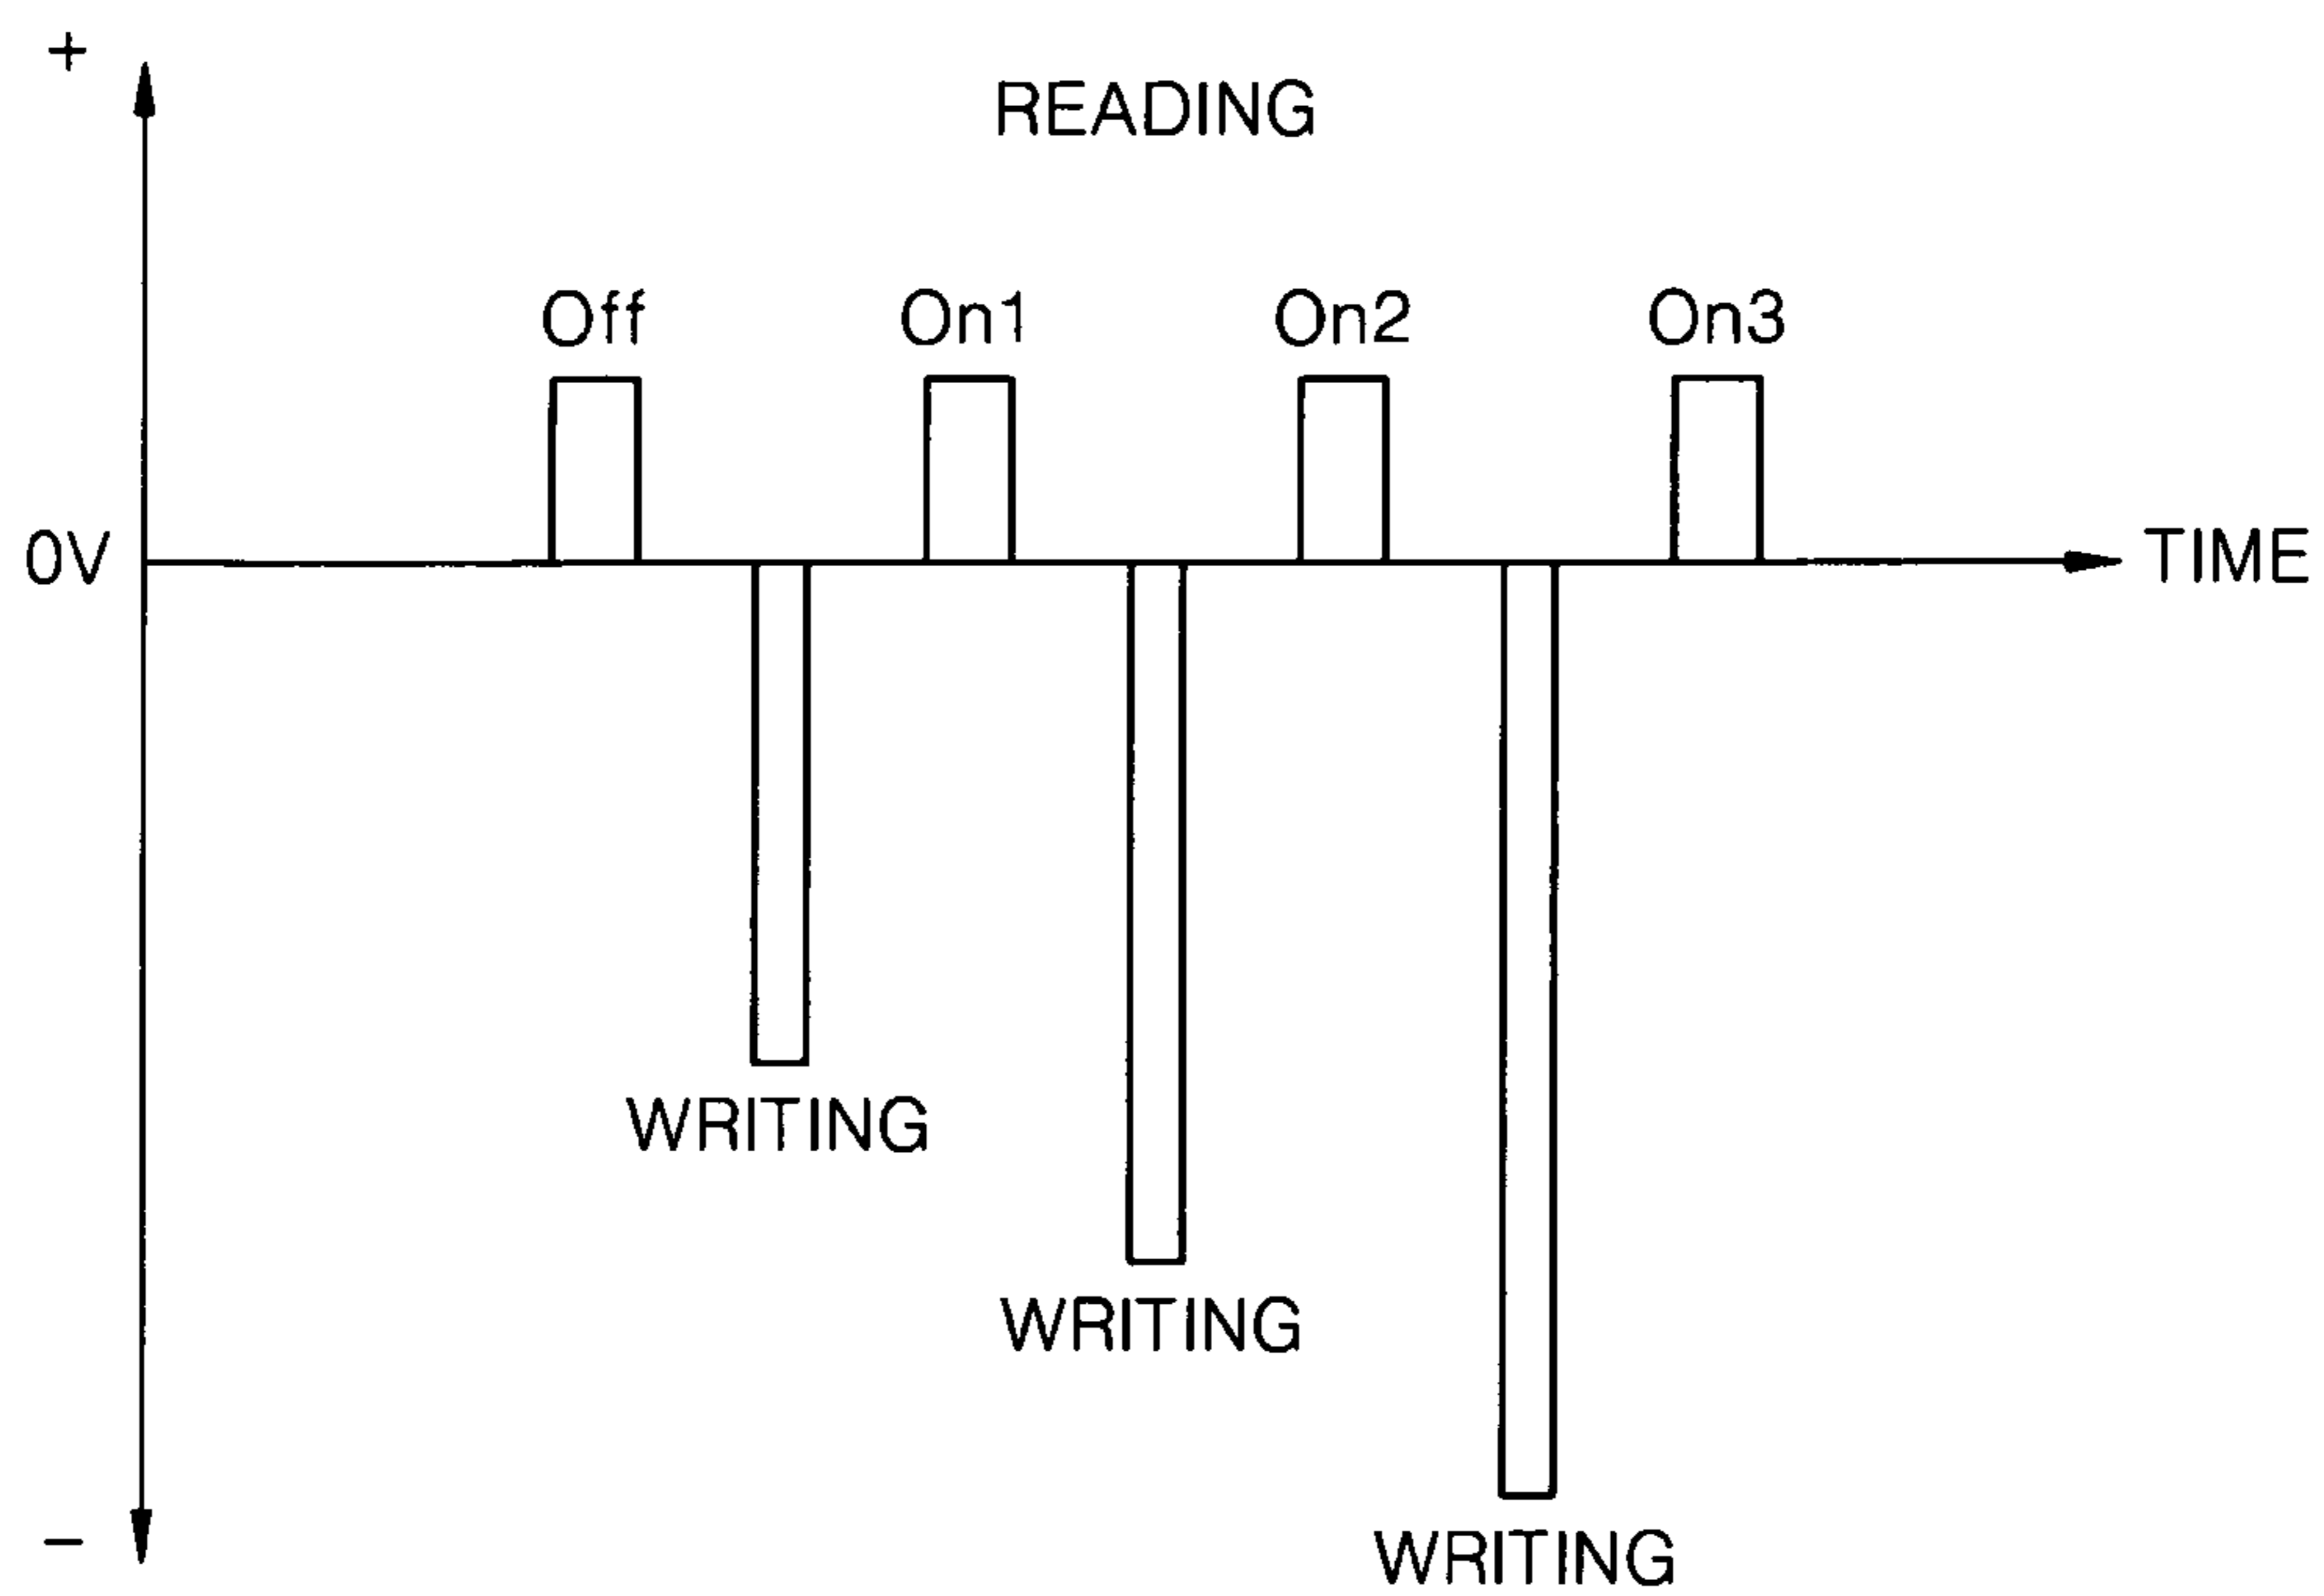 +
READING
Off On1 On2 On3
0V TIME
WRITING
WRITING
−
WRITING